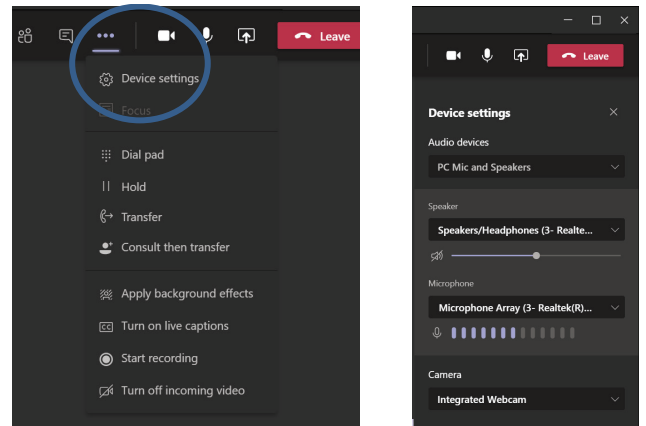 Leave
Device settings
Focus
Dial pad
Hold
Transfer
Consult then transfer
Apply background effects
CC Turn on live captions
Start recording
Turn off incoming video
Leave
Device settings
Audio devices
PC Mic and Speakers
Speaker
Speakers/Headphones (3- Realte...
Microphone
Microphone Array (3- Realtek(R)...
Camera
Integrated Webcam